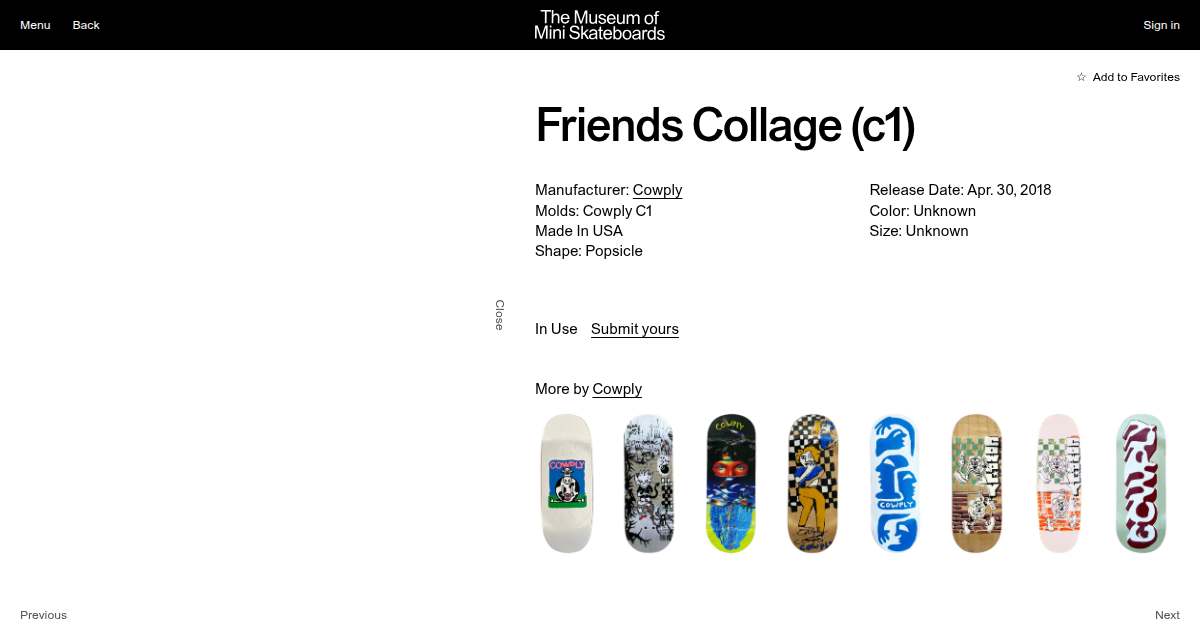 Menu
Back
The Museum of
Mini Skateboards
Sign in
☆ Add to Favorites
Friends Collage (c1)
Manufacturer: Cowply
Molds: Cowply C1
Made In USA
Shape: Popsicle
Release Date: Apr. 30, 2018
Color: Unknown
Size: Unknown
Close
In Use
Submit yours
More by Cowply
COWPLY
COWPLY
COWPLY
Previous
Next